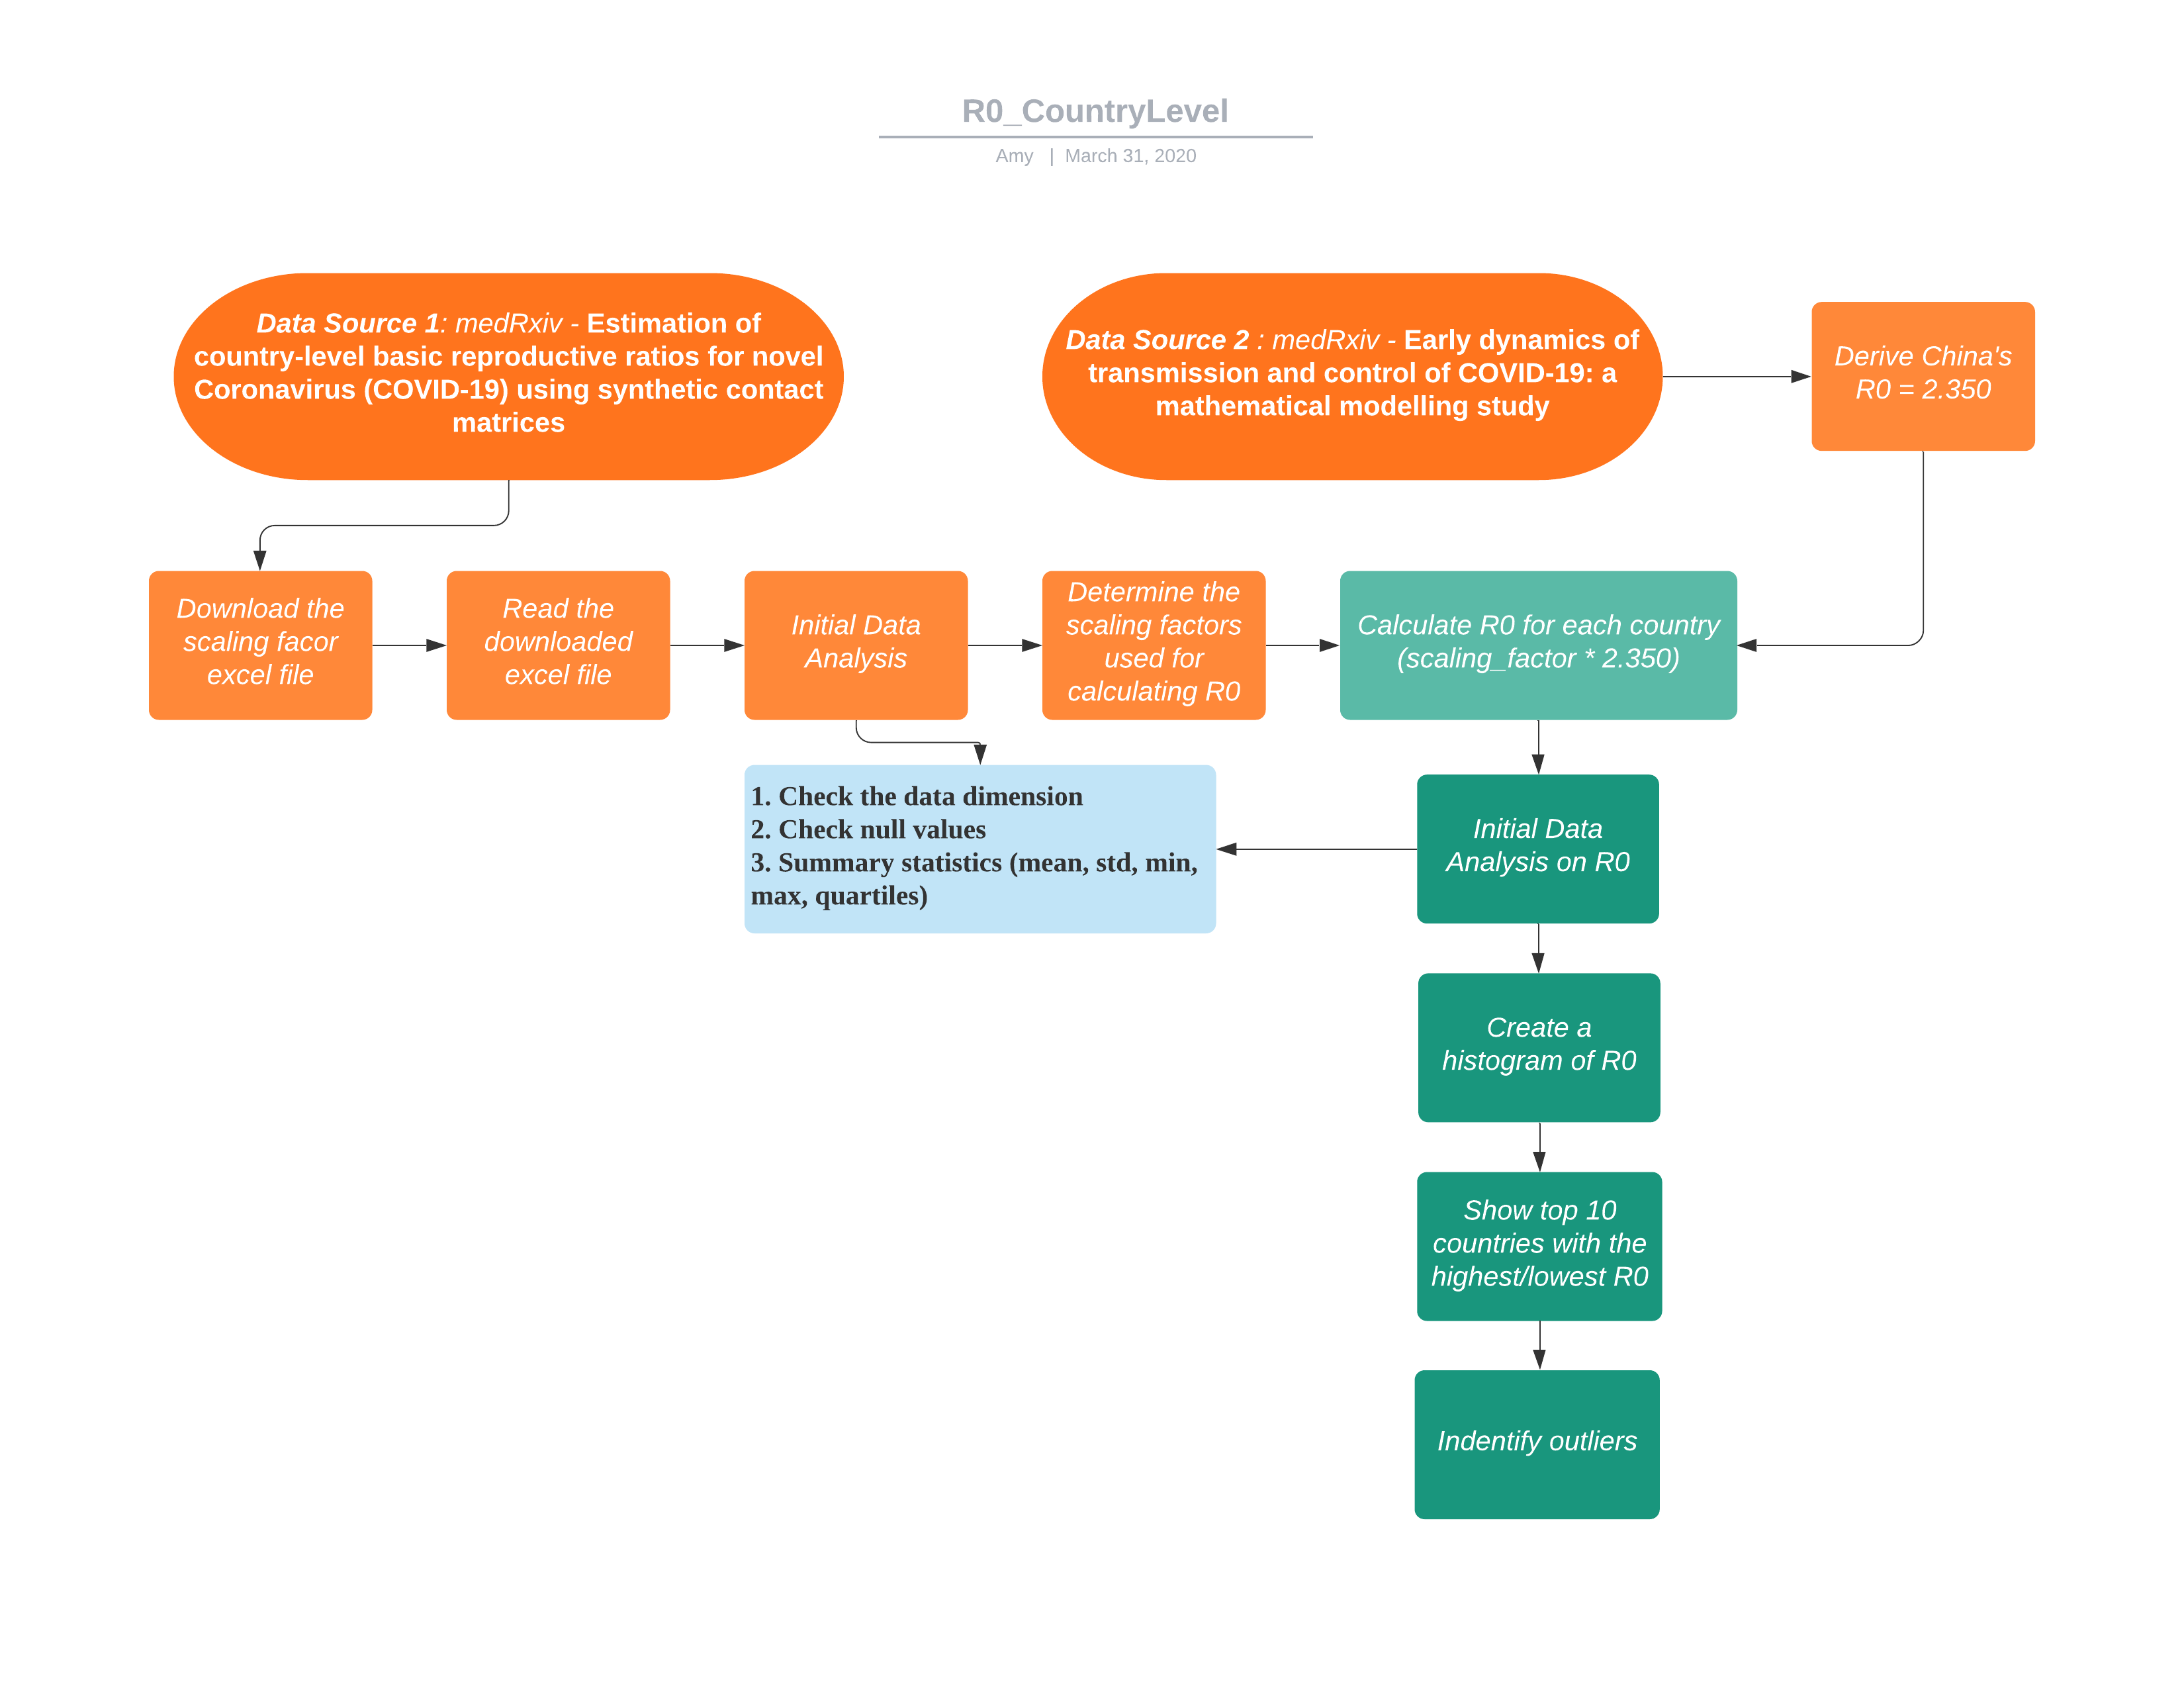 R0_CountryLevel
Amy | March 31, 2020
Data Source 1: medRxiv - Estimation of
country-level basic reproductive ratios for novel
Coronavirus (COVID-19) using synthetic contact
matrices
Data Source 2 : medRxiv - Early dynamics of
transmission and control of COVID-19: a
mathematical modelling study
Derive China's
R0 = 2.350
Download the
scaling facor
excel file
Read the
downloaded
excel file
Initial Data
Analysis
Determine the
scaling factors
used for
calculating R0
Calculate R0 for each country
(scaling_factor * 2.350)
1. Check the data dimension
2. Check null values
3. Summary statistics (mean, std, min,
max, quartiles)
Initial Data
Analysis on R0
Create a
histogram of R0
Show top 10
countries with the
highest/lowest R0
Indentify outliers